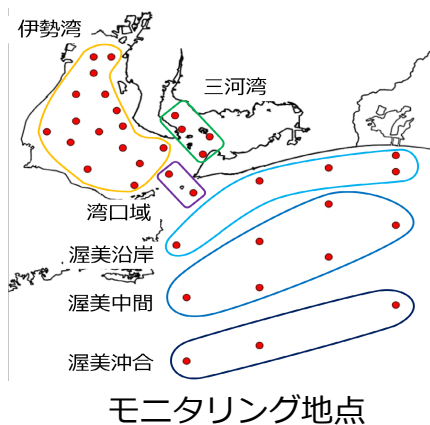 伊勢湾
三河湾
湾口域
渥美沿岸
渥美中間
渥美沖合
モニタリング地点